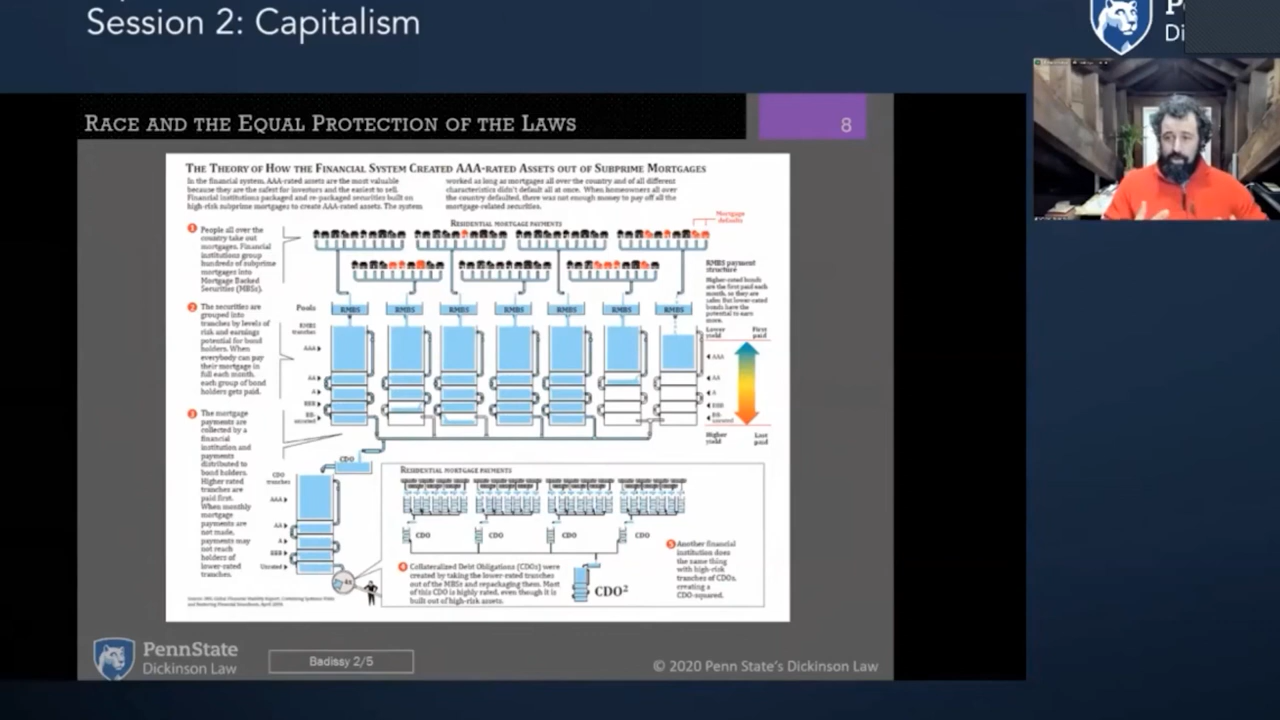 Session 2: Capitalism
RACE AND THE EQUAL PROTECTION OF THE LAWS
8
THE THEORY OF HOW THE FINANCIAL SYSTEM CREATED AAA-RATED ASSETS OUT OF SUBPRIME MORTGAGES
In the financial system, AAA-rated assets are the most valuable
because they are the safest for investors and the easiest to sell.
Financial institutions packaged and re-packaged securities built on
high-risk subprime mortgages to create AAA-rated assets. The system
worked as long as mortgages all over the country and of all different
characteristics didn't default all at once. When homeowners all over
the country defaulted, there was not enough money to pay off all the
mortgage-related securities.
RESIDENTIAL MORTGAGE PAYMENTS
Mortgage
defaults
1 People all over the
country take out
mortgages. Financial
institutions group
hundreds of subprime
mortgages into
Mortgage Backed
Securities (MBSs).
2 The securities are
grouped into
tranches by levels of
risk and earnings
potential for bond
holders. When
everybody can pay
their mortgage in
full each month,
each group of bond
holders gets paid.
3 The mortgage
payments are
collected by a
financial
institution and
payments
distributed to
bond holders.
Higher rated
tranches are
paid first.
When monthly
mortgage
payments are
not made,
payments may
not reach
holders of
lower-rated
tranches.
Pools
RMBS RMBS RMBS RMBS RMBS RMBS RMBS
RMBS
tranches
AAA
AA
A
BBB
BB-
unrated
RMBS payment
structure
Higher-rated bonds
are the first paid each
month, so they are
safer. But lower-rated
bonds have the
potential to earn
more.
Lower
yield
First
paid
AAA
AA
A
BBB
BB-
unrated
Higher
yield
Last
paid
CDO
CDO
tranches
AAA
AA
A
BBB
Unrated
RESIDENTIAL MORTGAGE PAYMENTS
CDO CDO CDO CDO
4 Collateralized Debt Obligations (CDOs) were
created by taking the lower-rated tranches
out of the MBSs and repackaging them. Most
of this CDO is highly rated, even though it is
built out of high-risk assets.
CDO²
5 Another financial
institution does
the same thing
with high-risk
tranches of CDOs,
creating a
CDO-squared.
PennState
Dickinson Law
Badissy 2/5
© 2020 Penn State's Dickinson Law